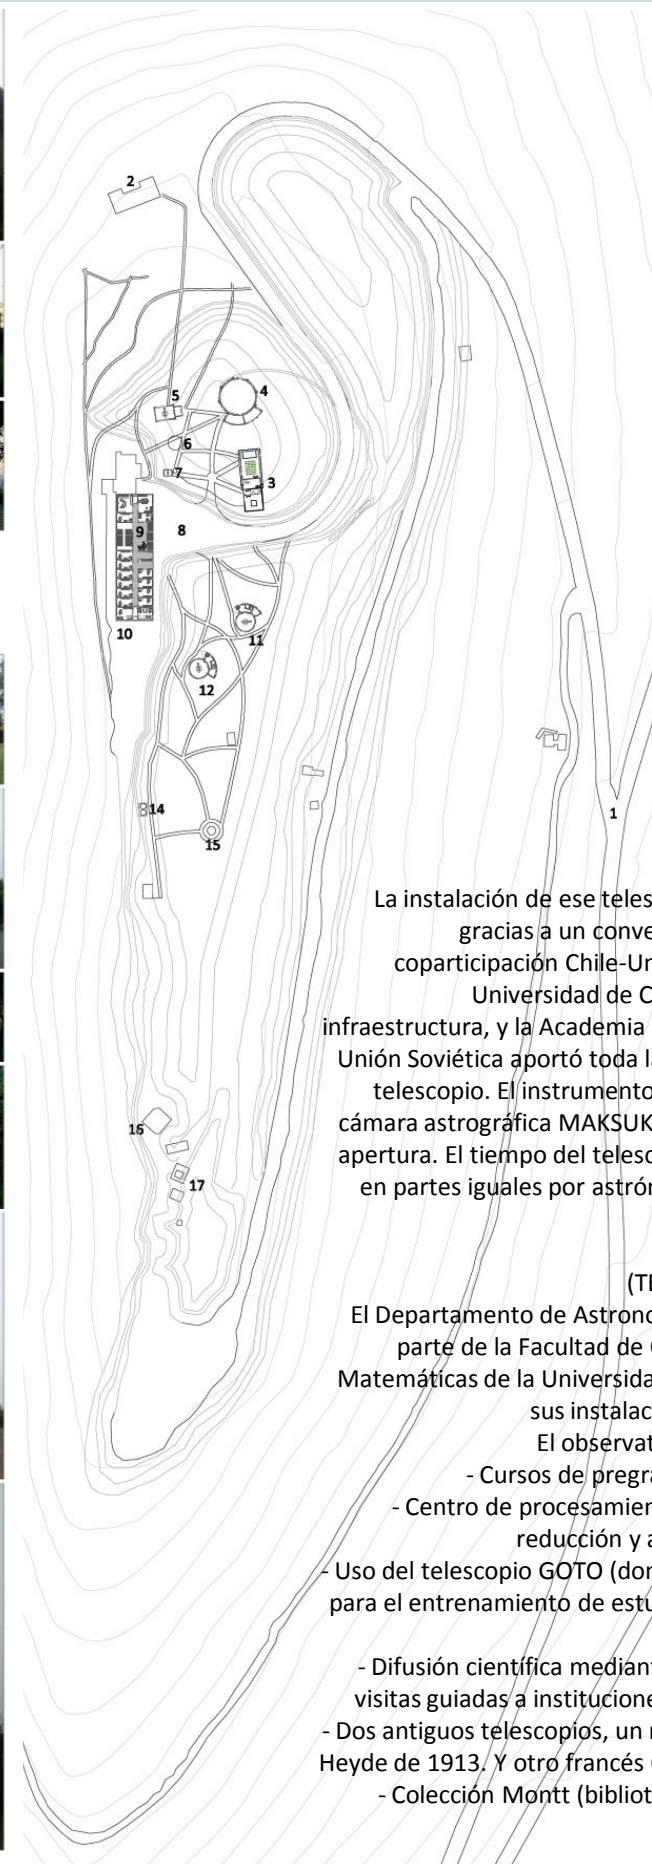 2
5
4
6
7
3
9
8
10
11
12
14
1
15
La instalación de ese teles
gracias a un conve
coparticipación Chile-Un
Universidad de C
infraestructura, y la Academia
Unión Soviética aportó toda l
telescopio. El instrumento
cámara astrográfica MAKSUK
16
apertura. El tiempo del telesc
en partes iguales por astrón
17
(TE
El Departamento de Astrono
parte de la Facultad de
Matemáticas de la Universida
sus instalac
El observat
- Cursos de pregra
- Centro de procesamien
reducción y a
- Uso del telescopio GOTO (don
para el entrenamiento de estu
- Difusión científica mediant
visitas guiadas a institucione
- Dos antiguos telescopios, un
Heyde de 1913. Y otro francés
- Colección Montt (bibliot